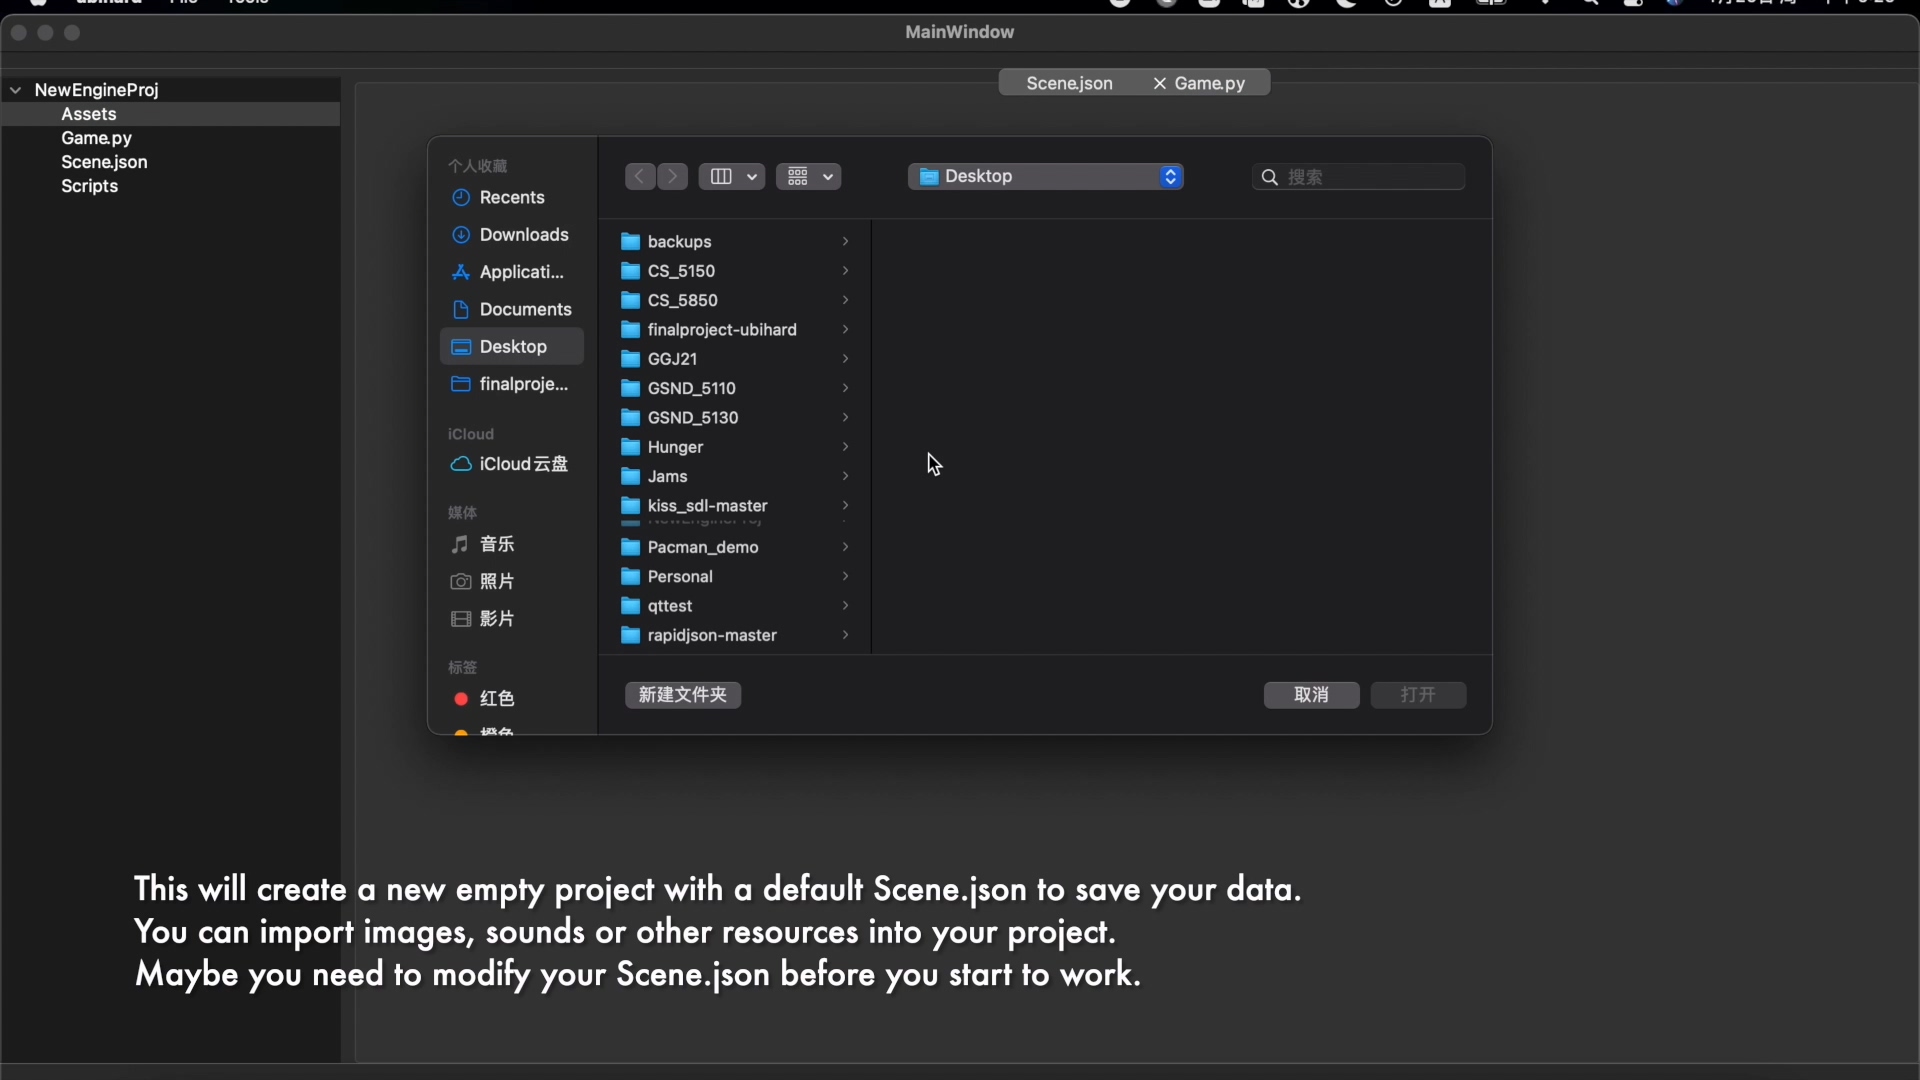 MainWindow
NewEngineProj
Assets
Game.py
Scene.json
Scripts
Scene.json
Game.py
个人收藏
Recents
Downloads
Applicati...
Documents
Desktop
finalproje...
iCloud
iCloud云盘
媒体
音乐
照片
影片
标签
红色
Desktop
搜索
backups
CS_5150
CS_5850
finalproject-ubihard
GGJ21
GSND_5110
GSND_5130
Hunger
Jams
kiss_sdl-master
Pacman_demo
Personal
qttest
rapidjson-master
新建文件夹
取消
打开
This will create a new empty project with a default Scene.json to save your data.
You can import images, sounds or other resources into your project.
Maybe you need to modify your Scene.json before you start to work.